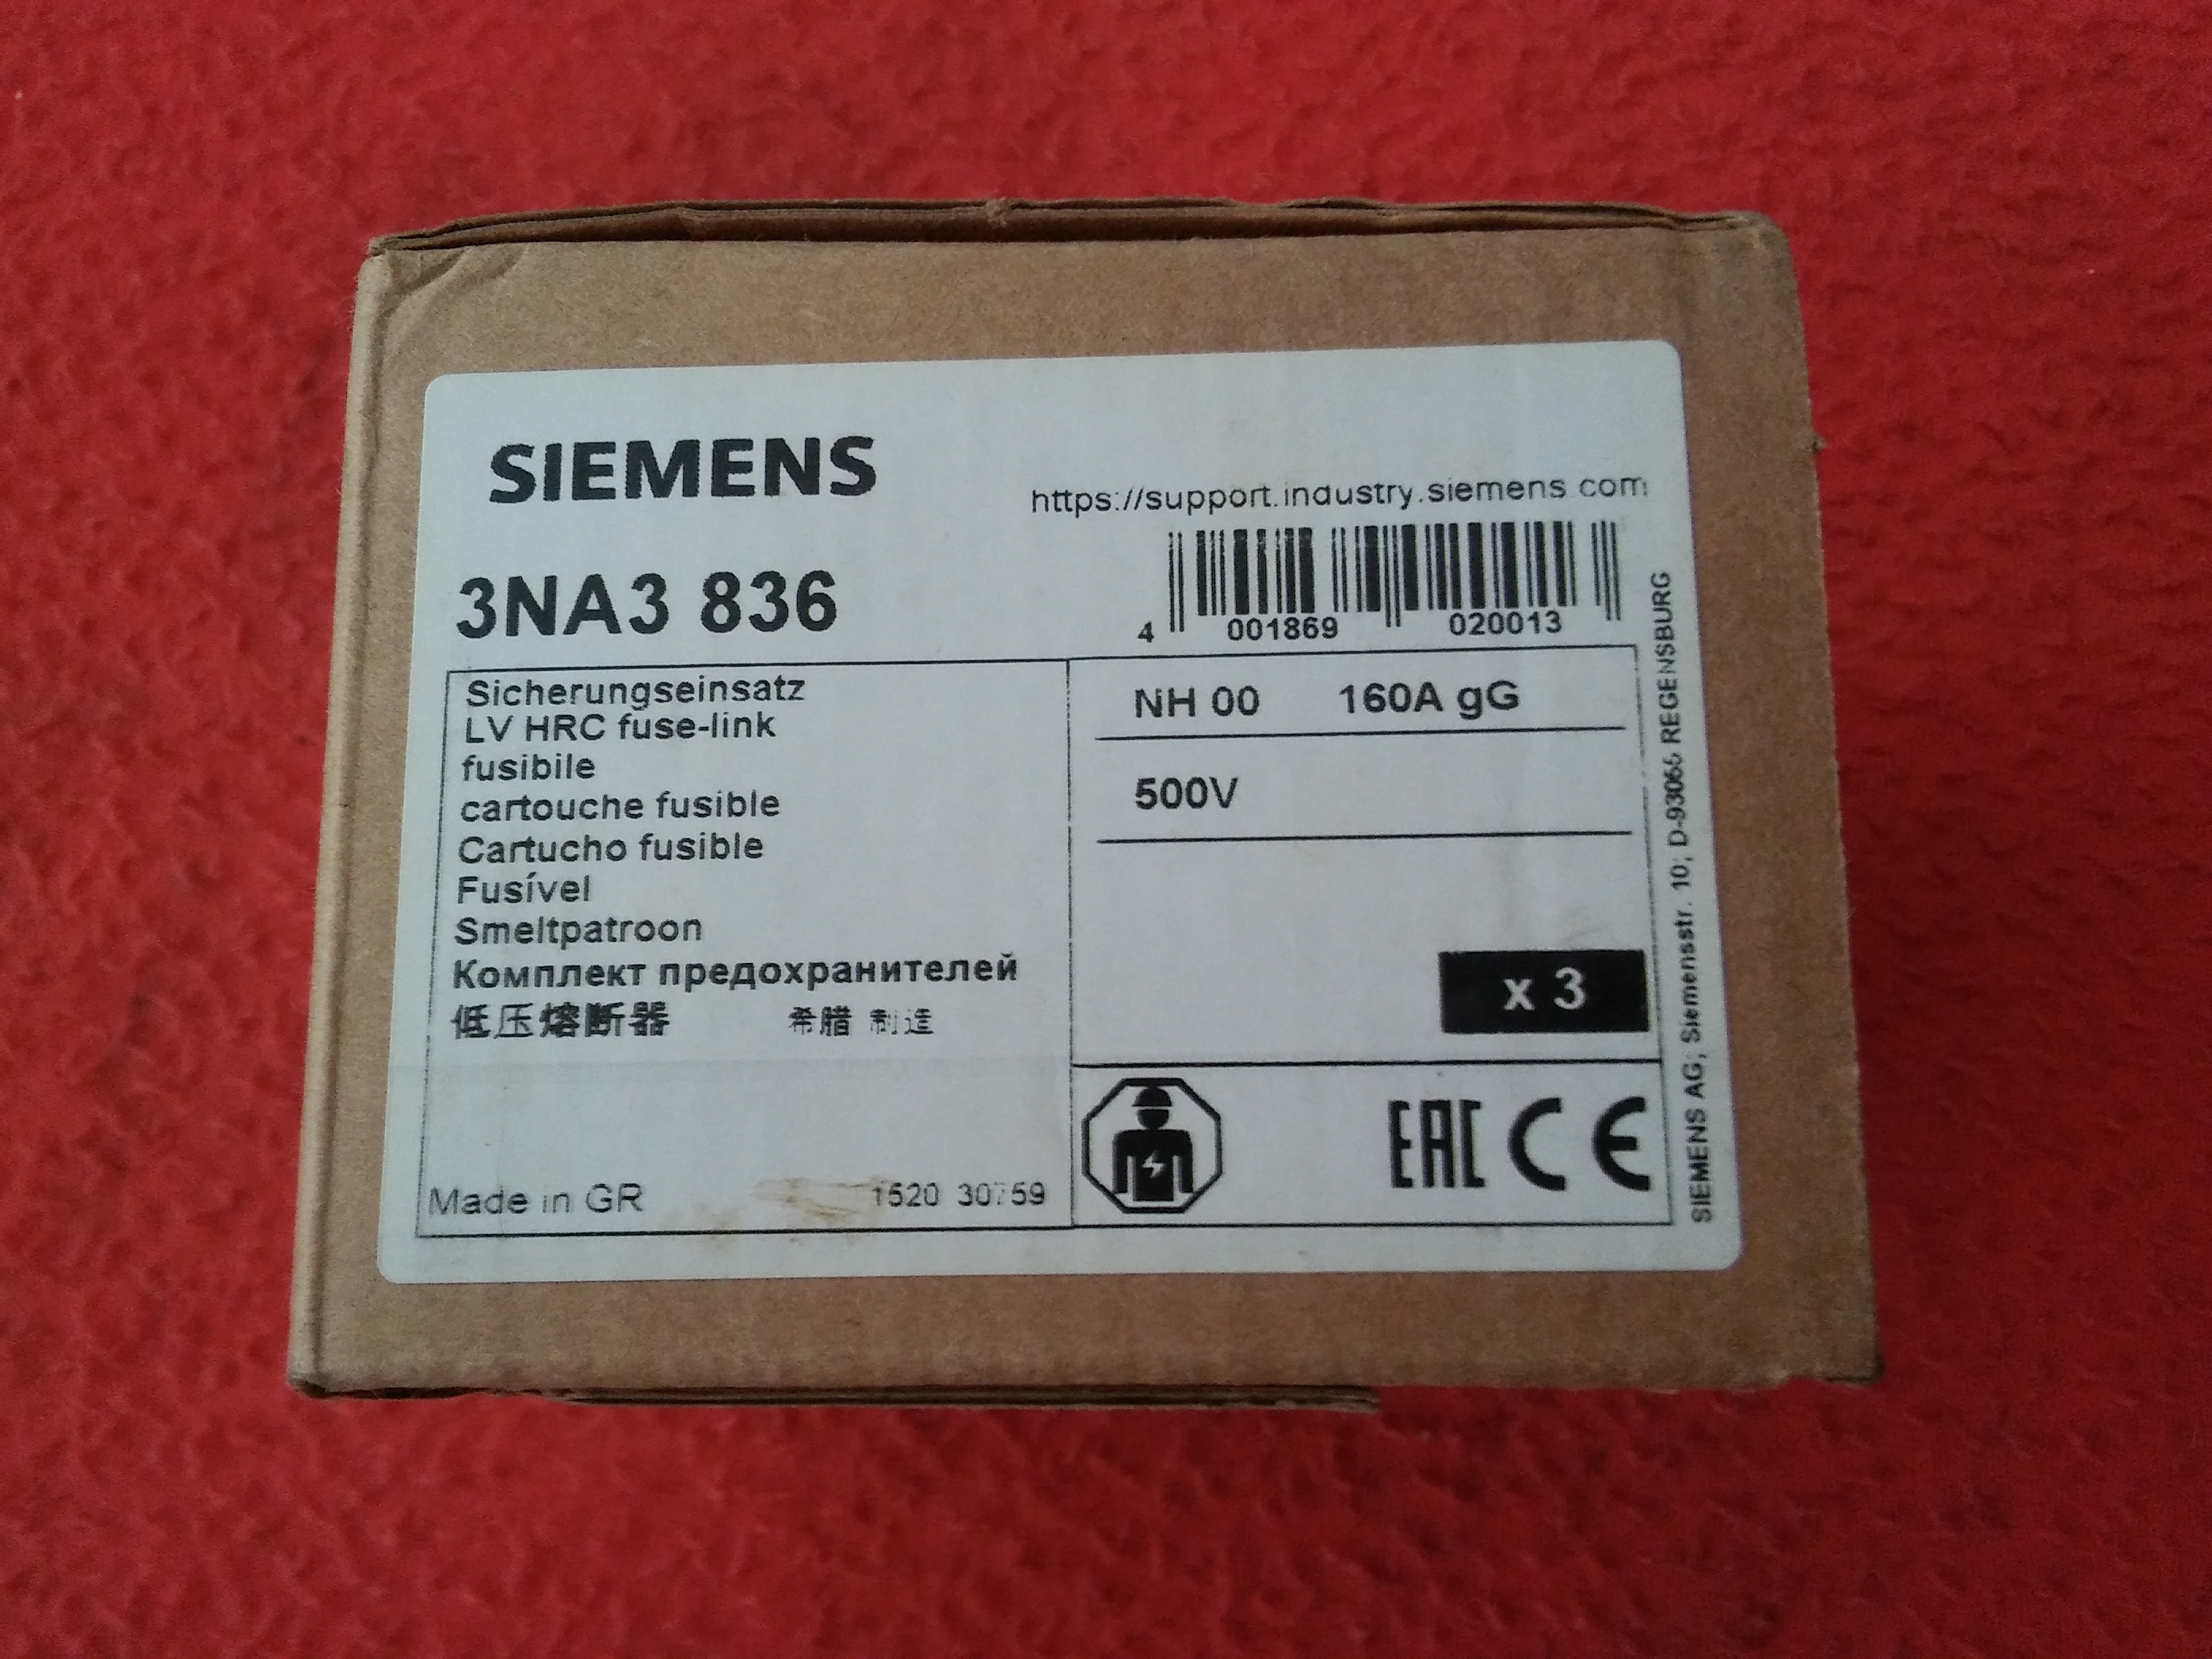 SIEMENS
https://support.industry.siemens.com
3NA3 836
4 001869 020013
Sicherungseinsatz
LV HRC fuse-link
fusibile
cartouche fusible
Cartucho fusible
Fusível
Smeltpatroon
Комплект предохранителей
低压熔断器 希腊 制造
Made in GR 1520
NH 00 160A gG
500V
x 3
EAC CE
SIEMENS AG; Siemensstr. 10; D-93055 REGENSBURG